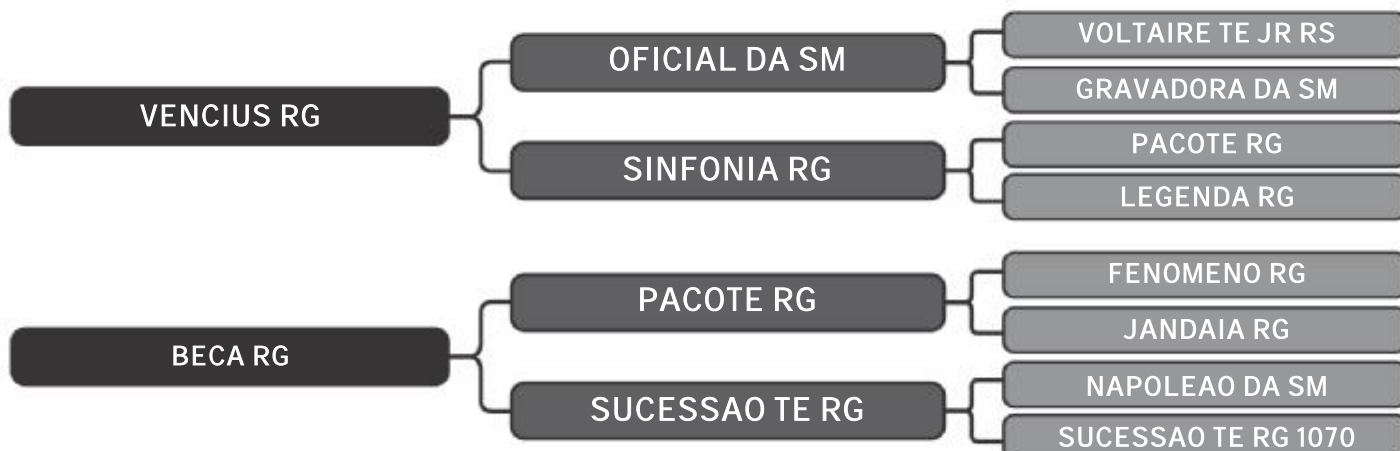 VENCIUS RG
OFICIAL DA SM
VOLTAIRE TE JR RS
GRAVADORA DA SM
SINFONIA RG
PACOTE RG
LEGENDA RG
BECA RG
PACOTE RG
FENOMENO RG
JANDAIA RG
SUCESSAO TE RG
NAPOLEAO DA SM
SUCESSAO TE RG 1070